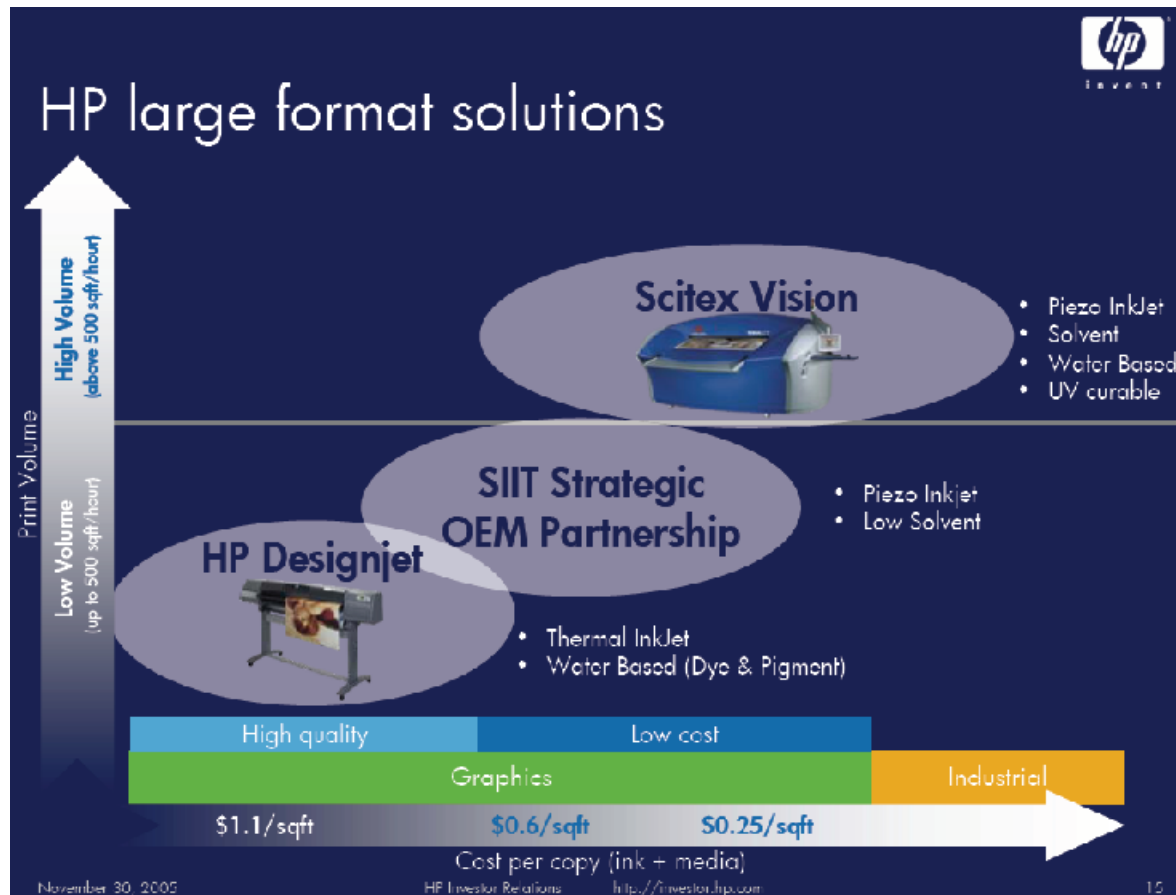 hp
invent
HP large format solutions
Print Volume
High Volume
(above 500 sqft/hour)
Low Volume
(up to 500 sqft/hour)
Scitex Vision
• Piezo InkJet
• Solvent
• Water Based
• UV curable
SIIT Strategic
OEM Partnership
• Piezo Inkjet
• Low Solvent
HP Designjet
• Thermal InkJet
• Water Based (Dye & Pigment)
High quality Low cost
Graphics Industrial
$1.1/sqft $0.6/sqft $0.25/sqft
Cost per copy (ink + media)
November 30, 2005 HP Investor Relations http://investor.hp.com 15